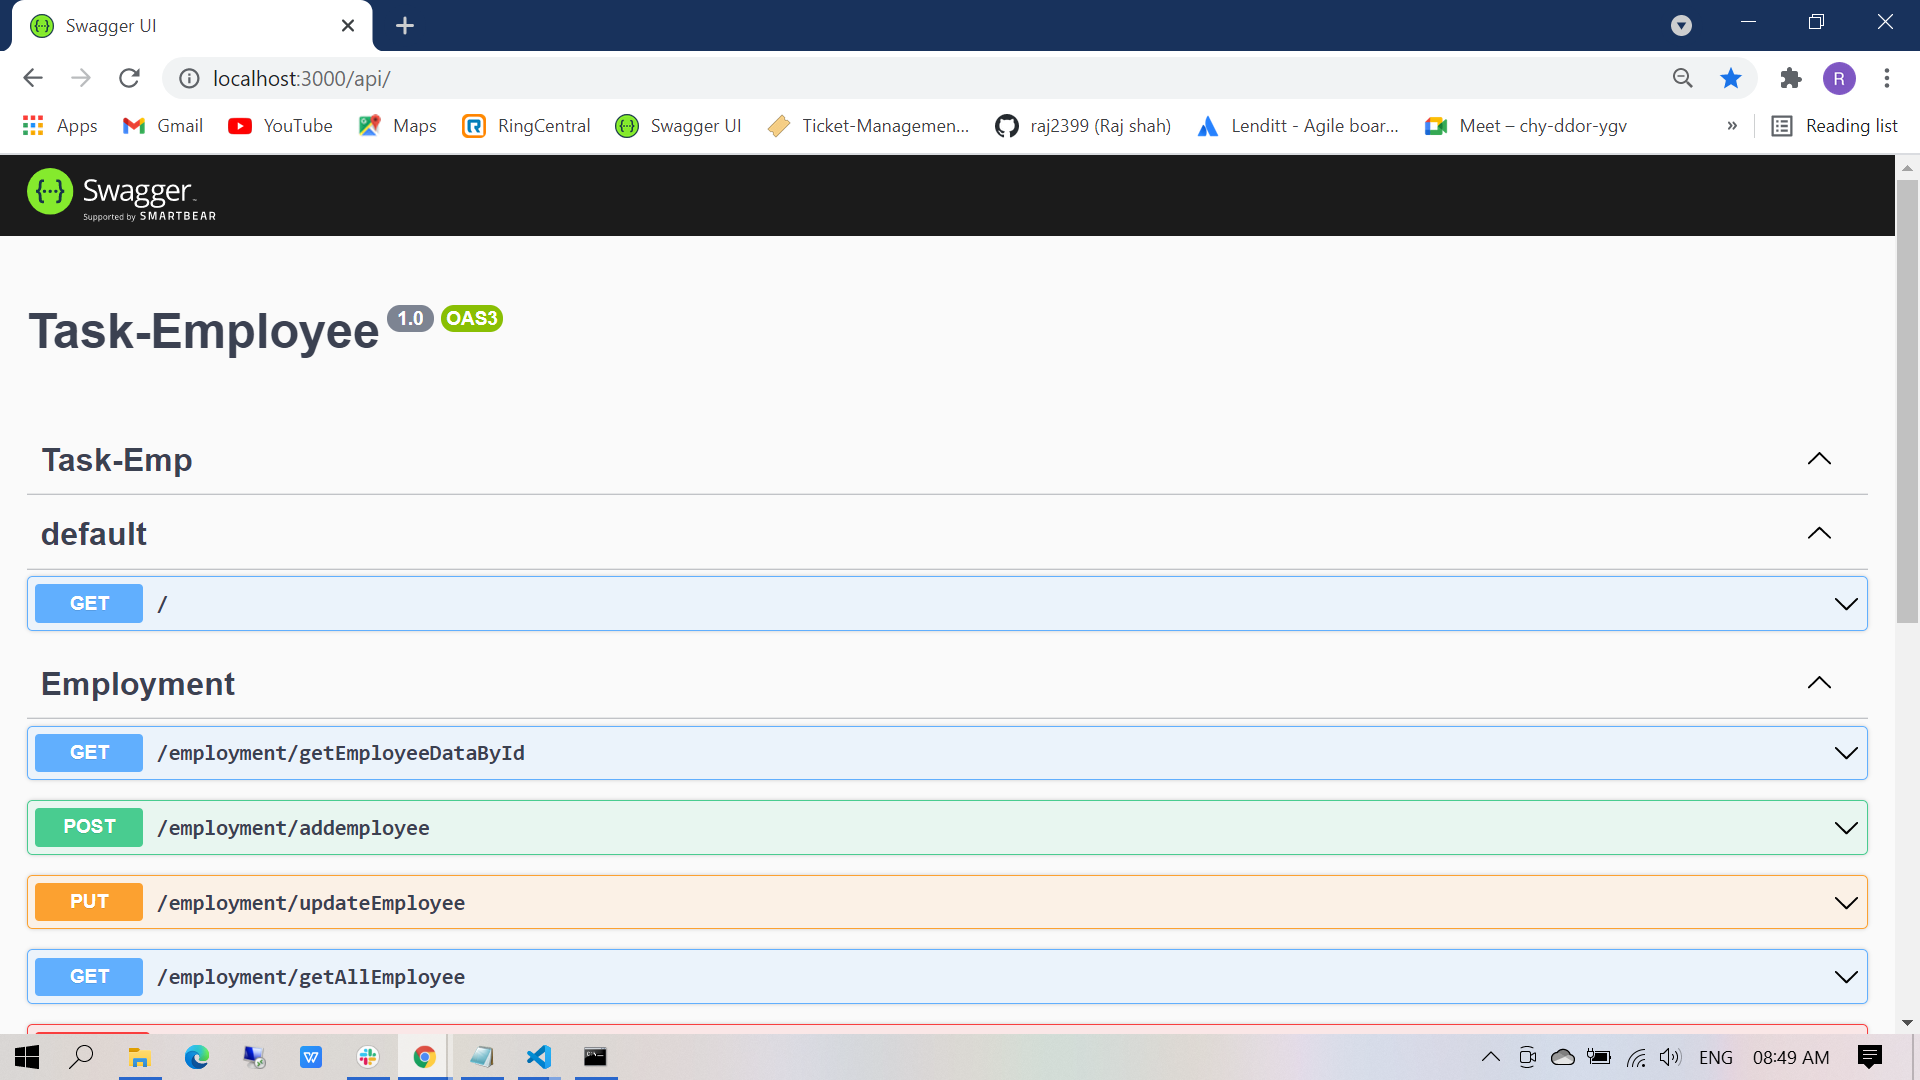 Swagger UI
localhost:3000/api/
R
Apps Gmail YouTube Maps RingCentral Swagger UI Ticket-Managemen... raj2399 (Raj shah) Lenditt - Agile boar... Meet – chy-ddor-ygv » Reading list
{···} Swagger
Supported by SMARTBEAR
Task-Employee 1.0 OAS3
Task-Emp
default
GET /
Employment
GET /employment/getEmployeeDataById
POST /employment/addemployee
PUT /employment/updateEmployee
GET /employment/getAllEmployee
ENG 08:49 AM